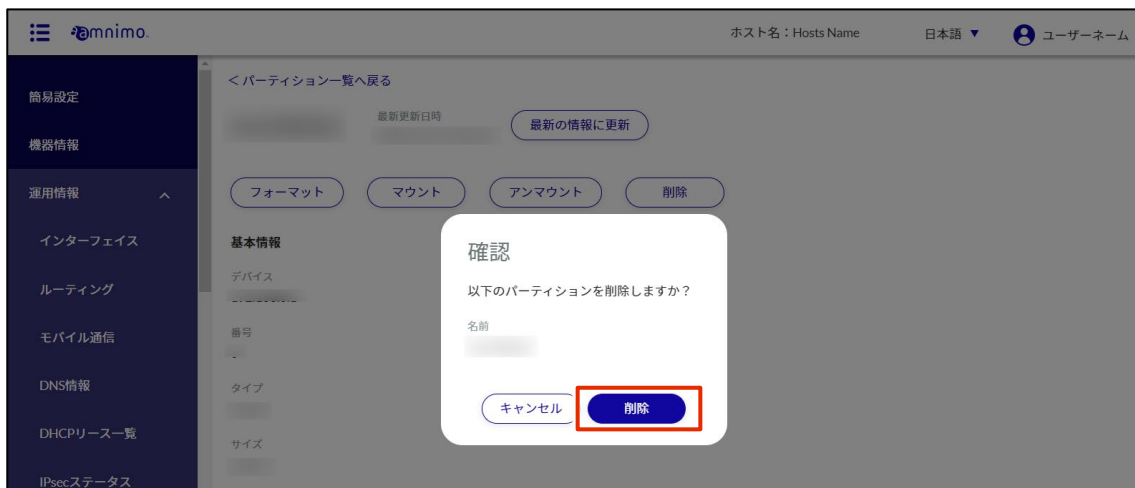 amnimo
ホスト名：Hosts Name
日本語 ▼
ユーザーネーム
簡易設定
機器情報
運用情報
インターフェイス
ルーティング
モバイル通信
DNS情報
DHCPリース一覧
IPsecステータス
< パーティション一覧へ戻る
最新更新日時
最新の情報に更新
フォーマット
マウント
アンマウント
削除
基本情報
デバイス
番号
タイプ
サイズ
確認
以下のパーティションを削除しますか？
名前
キャンセル
削除